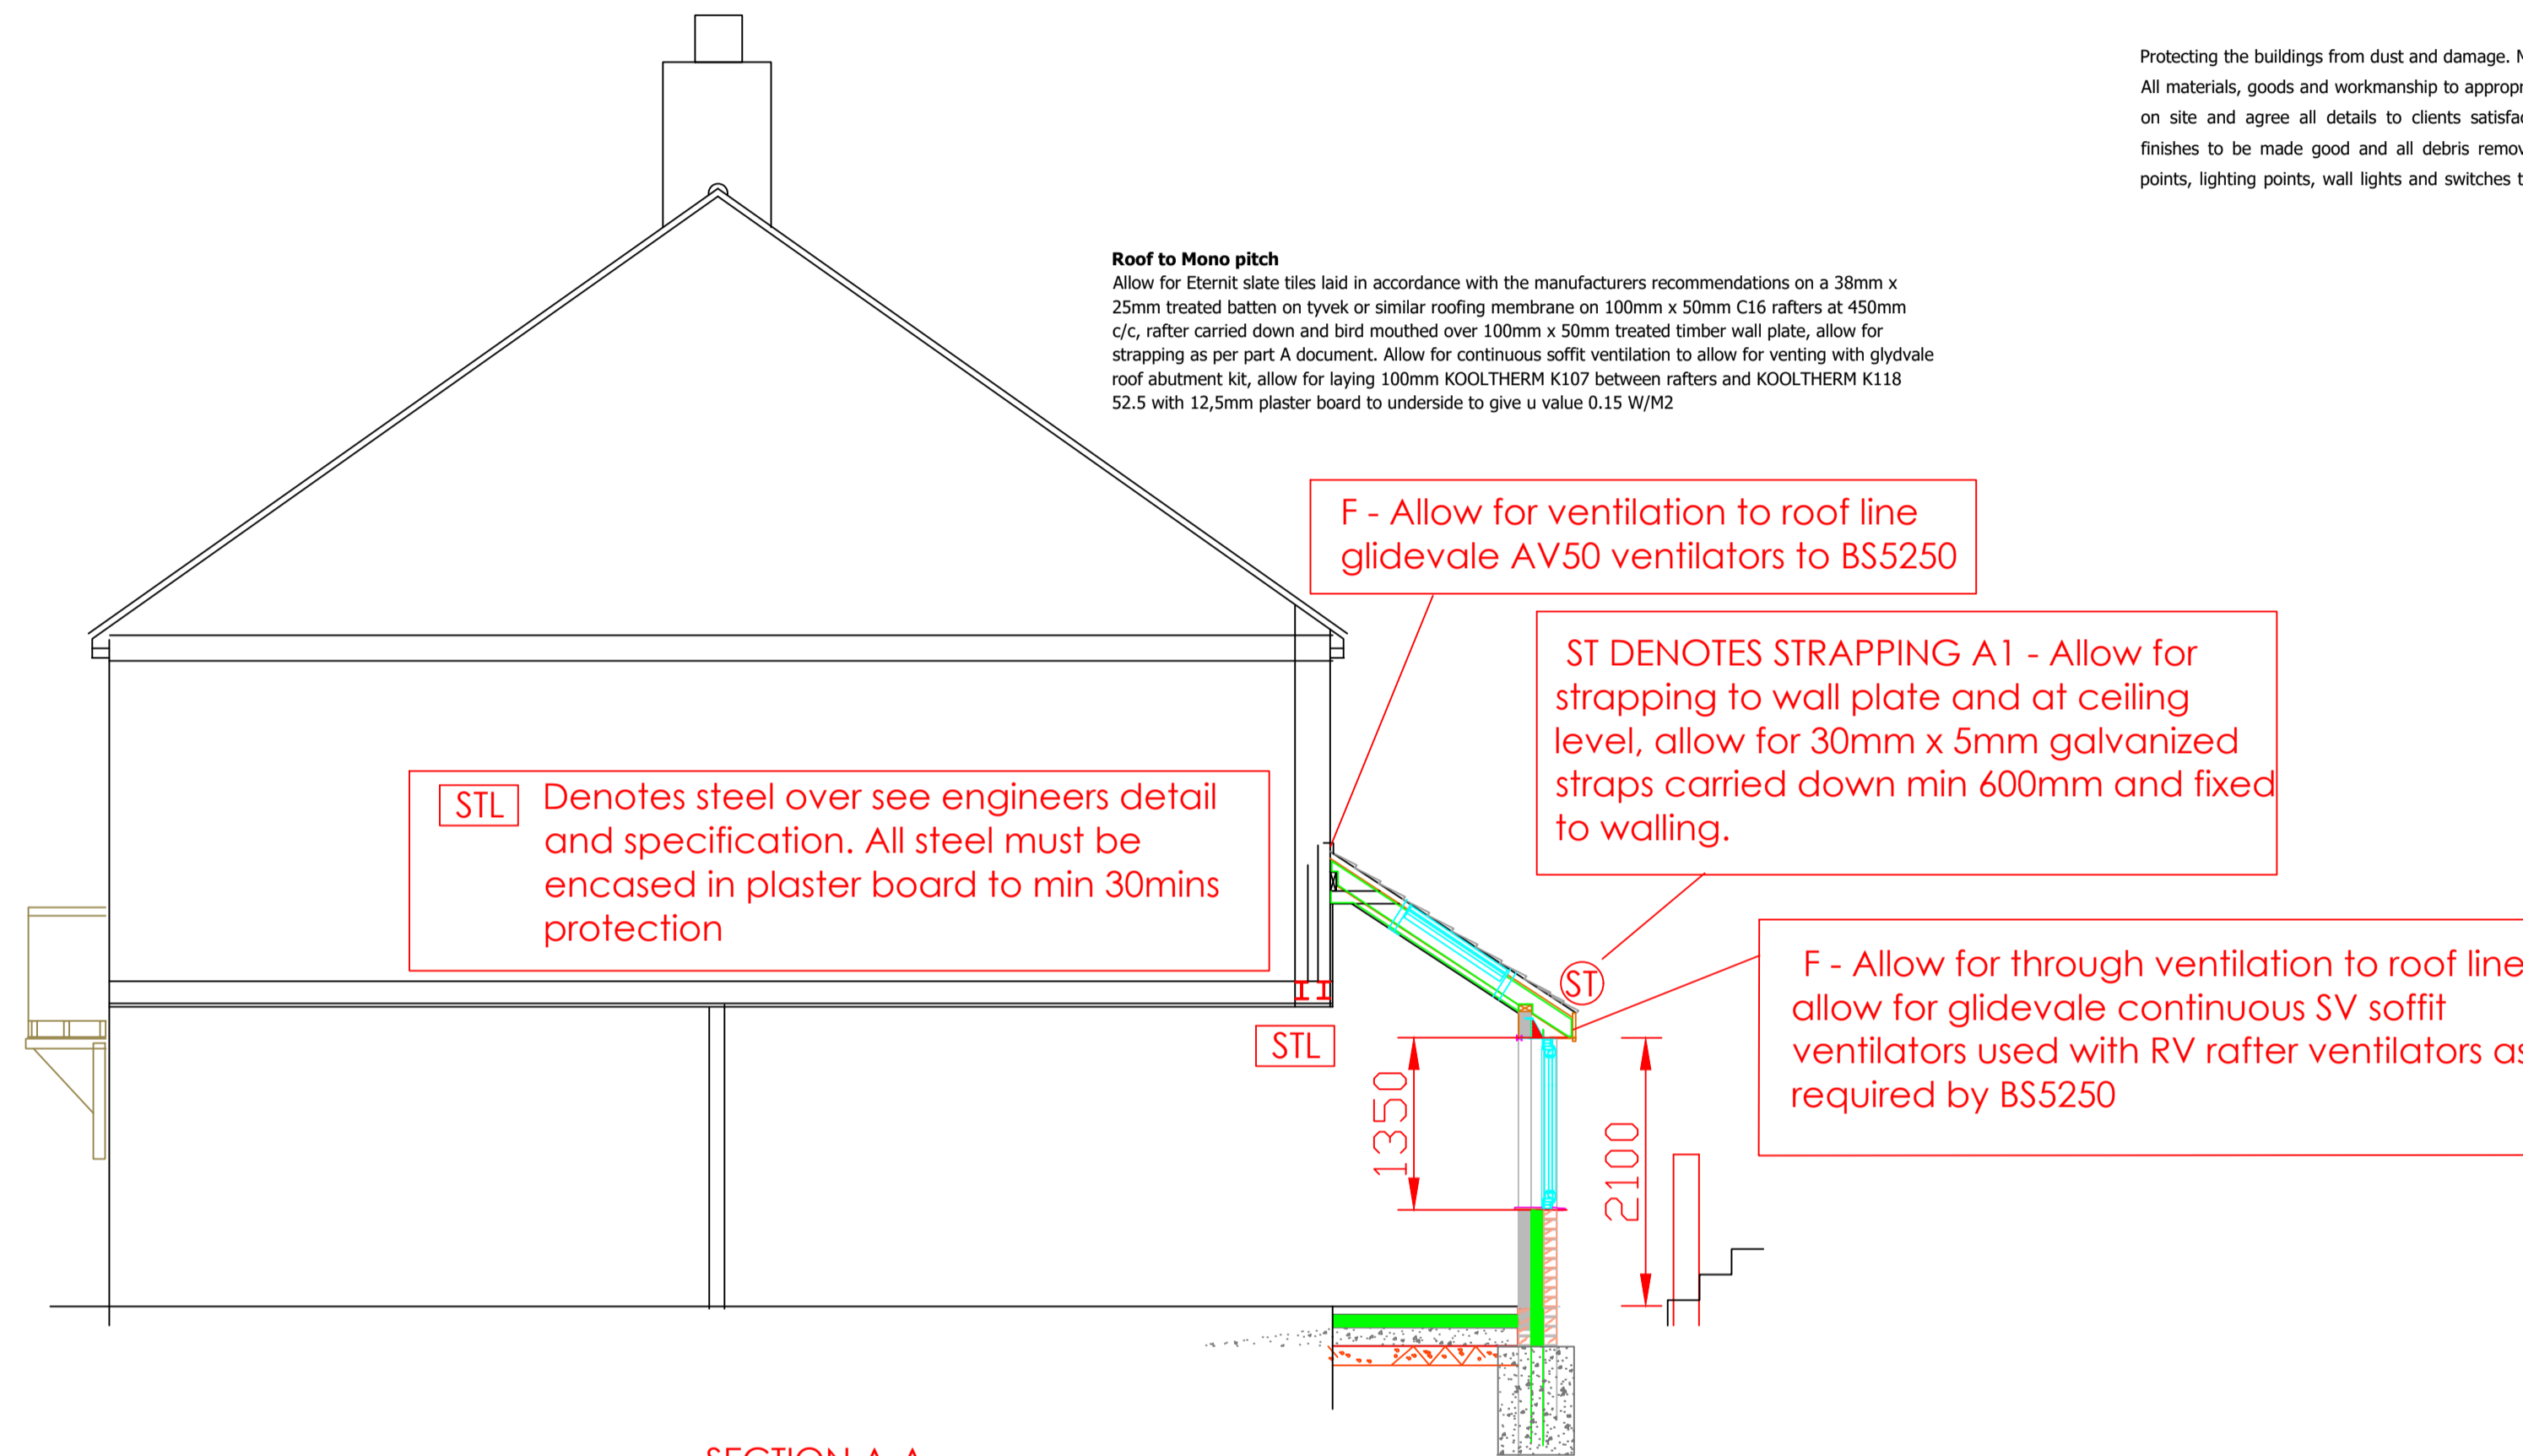 Protecting the buildings from dust and damage.
All materials, goods and workmanship to
on site and agree all details to clients
finishes to be made good and all debris
points, lighting points, wall lights and switches
Roof to Mono pitch
Allow for Eternit slate tiles laid in accordance with the manufacturers recommendations on a 38mm x
25mm treated batten on tyvek or similar roofing membrane on 100mm x 50mm C16 rafters at 450mm
c/c, rafter carried down and bird mouthed over 100mm x 50mm treated timber wall plate, allow for
strapping as per part A document. Allow for continuous soffit ventilation to allow for venting with glydvale
roof abutment kit, allow for laying 100mm KOOLTHERM K107 between rafters and KOOLTHERM K118
52.5 with 12,5mm plaster board to underside to give u value 0.15 W/M2
F - Allow for ventilation to roof line
glidevale AV50 ventilators to BS5250
ST DENOTES STRAPPING A1 - Allow for
strapping to wall plate and at ceiling
level, allow for 30mm x 5mm galvanized
straps carried down min 600mm and fixed
to walling.
STL Denotes steel over see engineers detail
and specification. All steel must be
encased in plaster board to min 30mins
protection
ST
F - Allow for through ventilation to roof line
allow for glidevale continuous SV soffit
ventilators used with RV rafter ventilators as
required by BS5250
STL
1350
2100
SECTION A-A